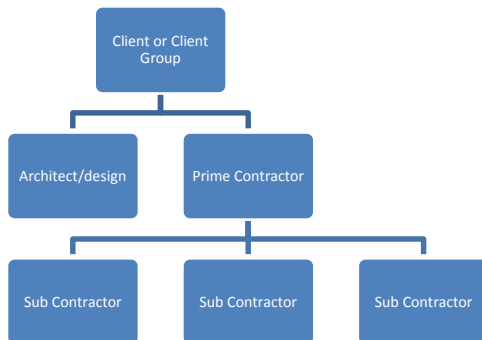 Client or Client
Group
Architect/design
Prime Contractor
Sub Contractor
Sub Contractor
Sub Contractor